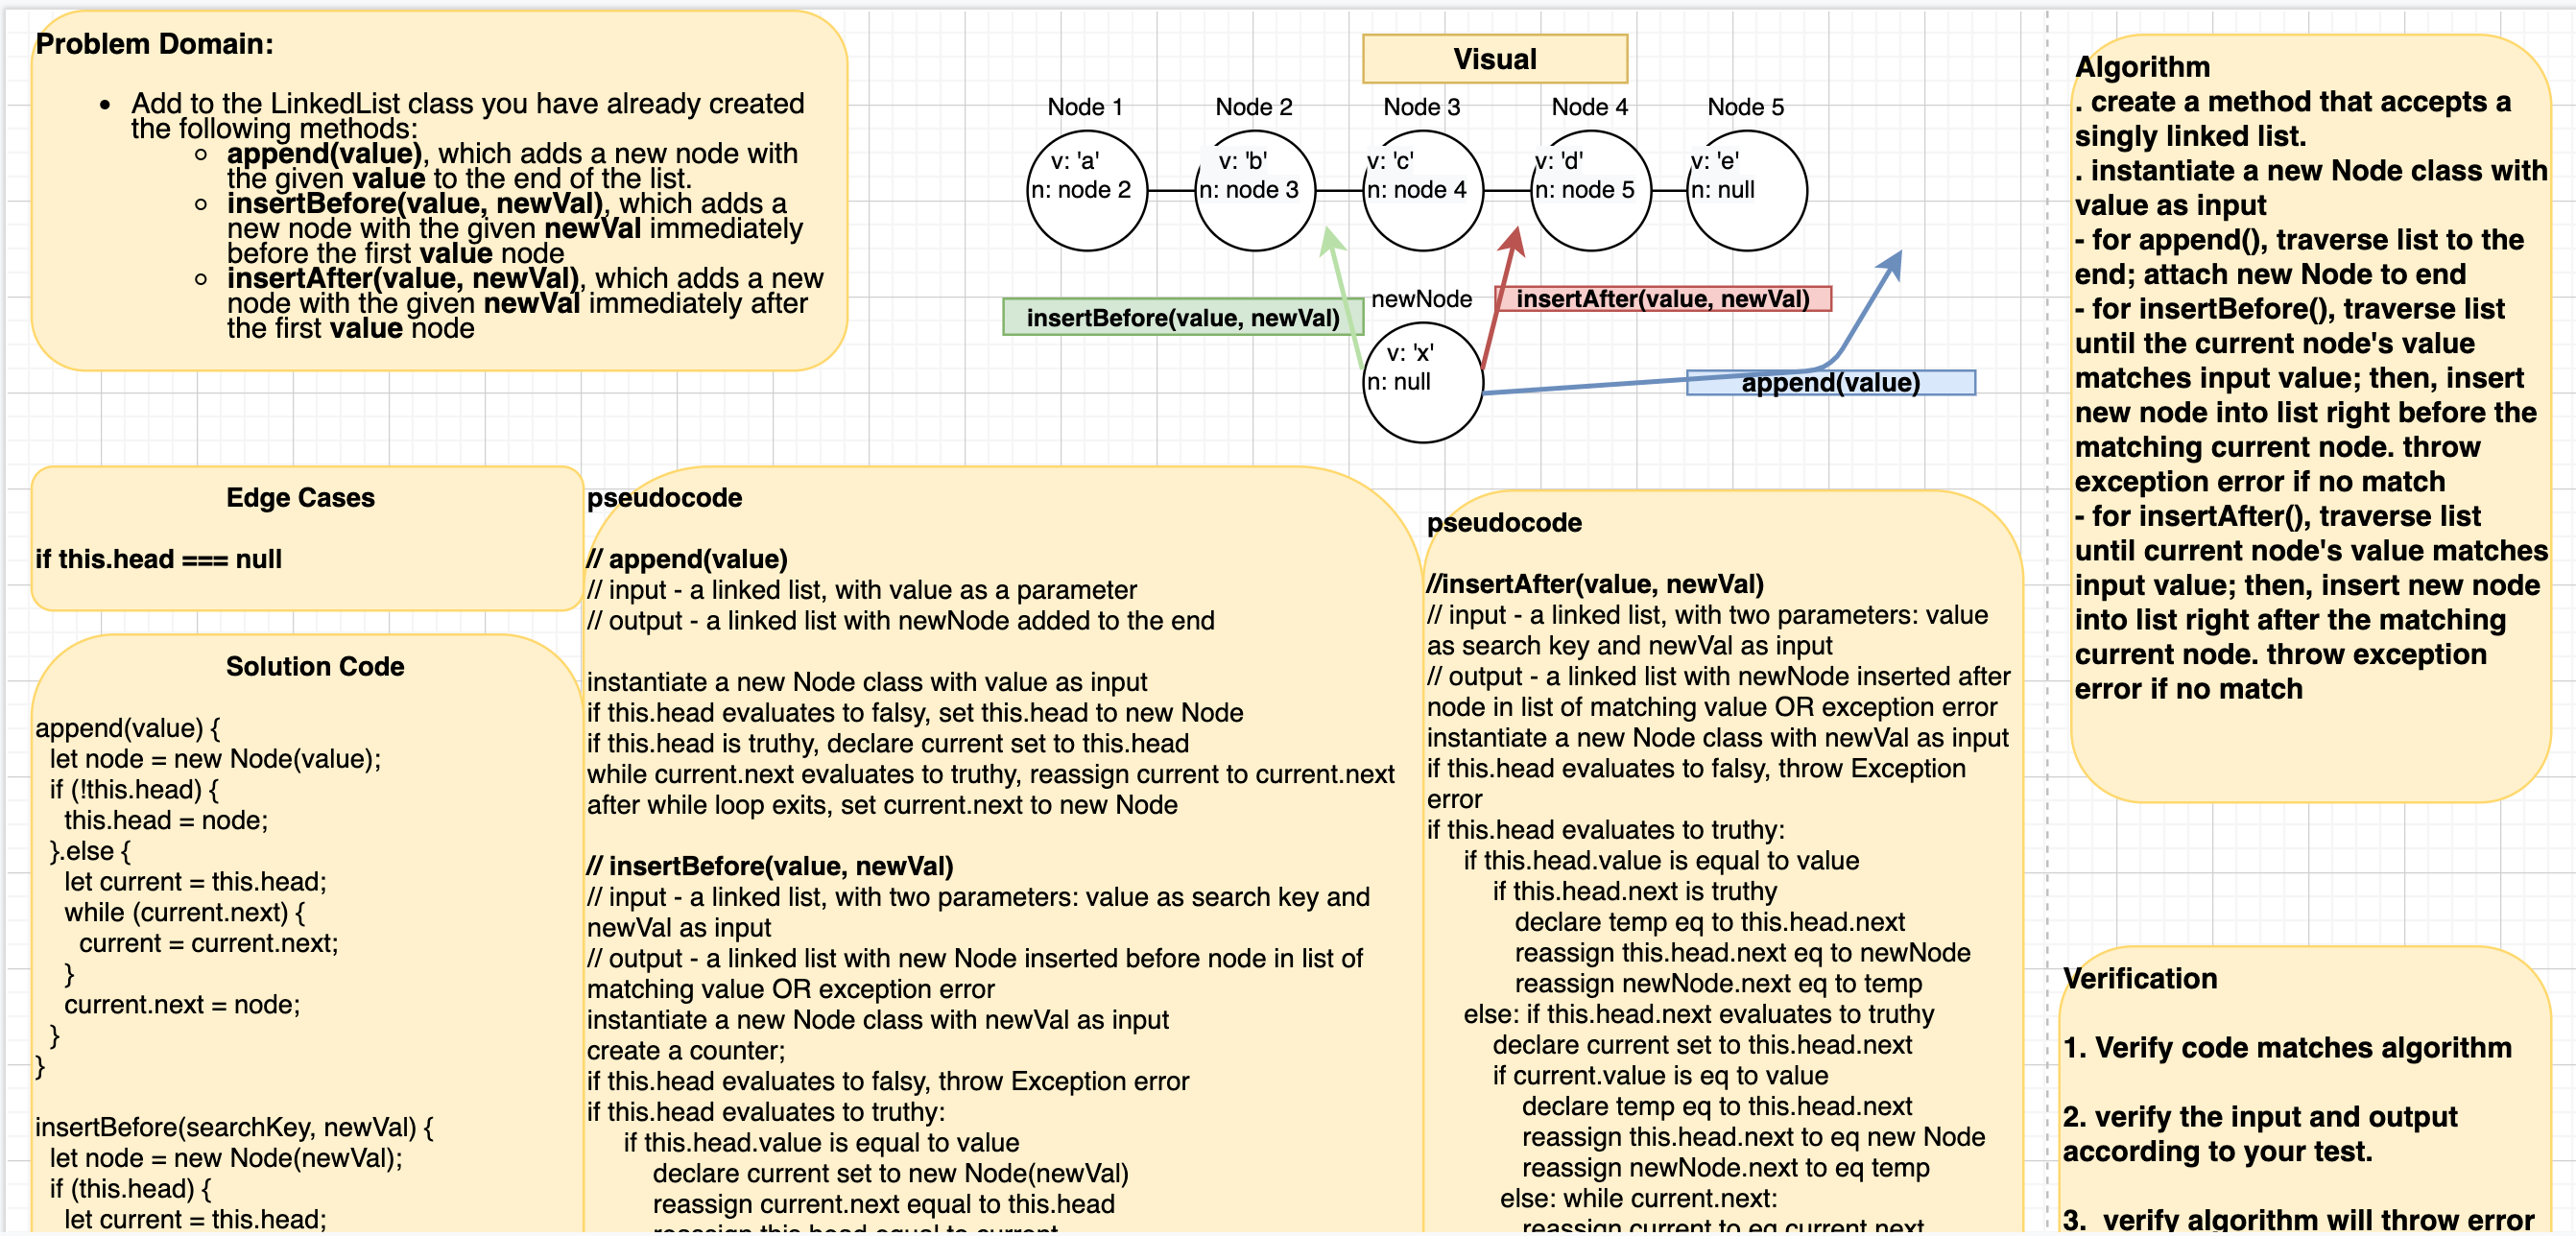 Problem Domain:
• Add to the LinkedList class you have already created
the following methods:
○ append(value), which adds a new node with
the given value to the end of the list.
○ insertBefore(value, newVal), which adds a
new node with the given newVal immediately
before the first value node
○ insertAfter(value, newVal), which adds a new
node with the given newVal immediately after
the first value node
Visual
Node 1
Node 2
Node 3
Node 4
Node 5
v: 'a'
n: node 2
v: 'b'
n: node 3
v: 'c'
n: node 4
v: 'd'
n: node 5
v: 'e'
n: null
insertBefore(value, newVal)
newNode
insertAfter(value, newVal)
v: 'x'
n: null
append(value)
Algorithm
. create a method that accepts a
singly linked list.
. instantiate a new Node class with
value as input
- for append(), traverse list to the
end; attach new Node to end
- for insertBefore(), traverse list
until the current node's value
matches input value; then, insert
new node into list right before the
matching current node. throw
exception error if no match
- for insertAfter(), traverse list
until current node's value matches
input value; then, insert new node
into list right after the matching
current node. throw exception
error if no match
Edge Cases
if this.head === null
Solution Code
append(value) {
let node = new Node(value);
if (!this.head) {
this.head = node;
}.else {
let current = this.head;
while (current.next) {
current = current.next;
}
current.next = node;
}
}
insertBefore(searchKey, newVal) {
let node = new Node(newVal);
if (this.head) {
let current = this.head;
pseudocode
// append(value)
// input - a linked list, with value as a parameter
// output - a linked list with newNode added to the end
instantiate a new Node class with value as input
if this.head evaluates to falsy, set this.head to new Node
if this.head is truthy, declare current set to this.head
while current.next evaluates to truthy, reassign current to current.next
after while loop exits, set current.next to new Node
// insertBefore(value, newVal)
// input - a linked list, with two parameters: value as search key and
newVal as input
// output - a linked list with new Node inserted before node in list of
matching value OR exception error
instantiate a new Node class with newVal as input
create a counter;
if this.head evaluates to falsy, throw Exception error
if this.head evaluates to truthy:
if this.head.value is equal to value
declare current set to new Node(newVal)
reassign current.next equal to this.head
reassign this.head equal to current
pseudocode
//insertAfter(value, newVal)
// input - a linked list, with two parameters: value
as search key and newVal as input
// output - a linked list with newNode inserted after
node in list of matching value OR exception error
instantiate a new Node class with newVal as input
if this.head evaluates to falsy, throw Exception
error
if this.head evaluates to truthy:
if this.head.value is equal to value
if this.head.next is truthy
declare temp eq to this.head.next
reassign this.head.next eq to newNode
reassign newNode.next eq to temp
else: if this.head.next evaluates to truthy
declare current set to this.head.next
if current.value is eq to value
declare temp eq to this.head.next
reassign this.head.next to eq new Node
reassign newNode.next to eq temp
else: while current.next:
reassign current to eq current.next
Verification
1. Verify code matches algorithm
2. verify the input and output
according to your test.
3. verify algorithm will throw error